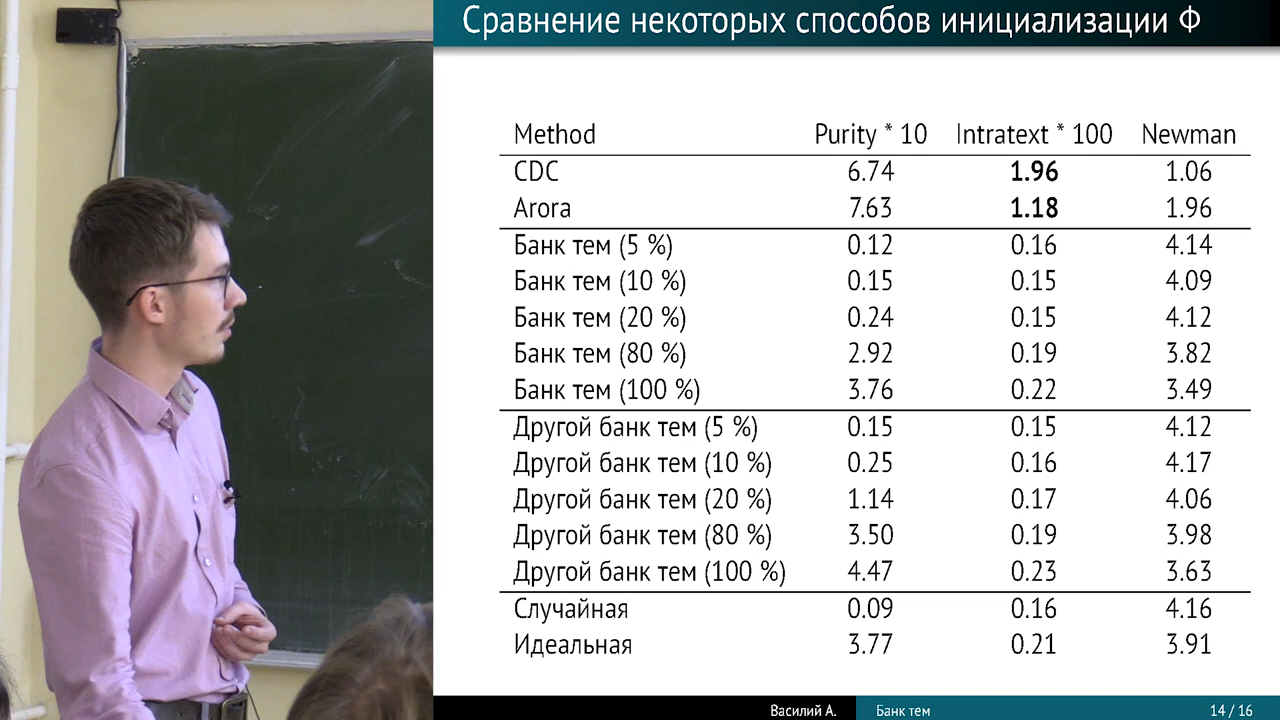 Сравнение некоторых способов инициализации Φ
Method Purity * 10 Intratext * 100 Newman
CDC 6.74 1.96 1.06
Arora 7.63 1.18 1.96
Банк тем (5 %) 0.12 0.16 4.14
Банк тем (10 %) 0.15 0.15 4.09
Банк тем (20 %) 0.24 0.15 4.12
Банк тем (80 %) 2.92 0.19 3.82
Банк тем (100 %) 3.76 0.22 3.49
Другой банк тем (5 %) 0.15 0.15 4.12
Другой банк тем (10 %) 0.25 0.16 4.17
Другой банк тем (20 %) 1.14 0.17 4.06
Другой банк тем (80 %) 3.50 0.19 3.98
Другой банк тем (100 %) 4.47 0.23 3.63
Случайная 0.09 0.16 4.16
Идеальная 3.77 0.21 3.91
Василий А. Банк тем 14 / 16